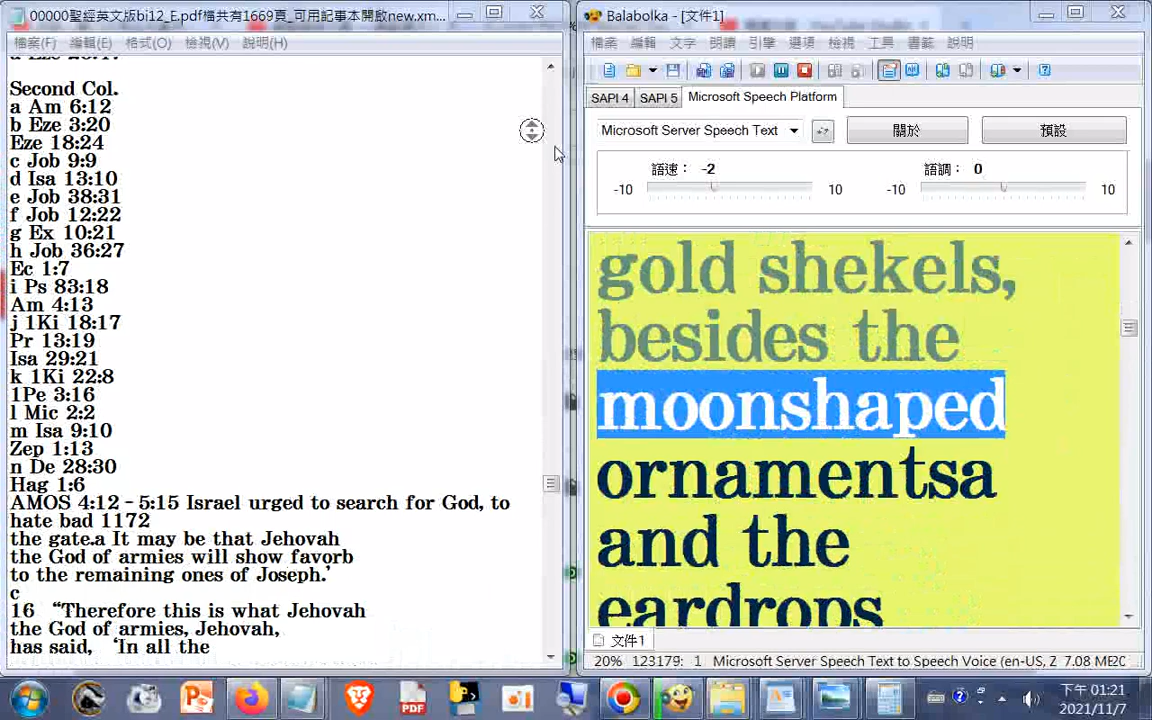 00000聖經英文版bi12_E.pdf檔共有1669頁_可用記事本開啟new.xm...
檔案(F) 編輯(E) 格式(O) 檢視(V) 說明(H)
Second Col.
a Am 6:12
b Eze 3:20
Eze 18:24
c Job 9:9
d Isa 13:10
e Job 38:31
f Job 12:22
g Ex 10:21
h Job 36:27
Ec 1:7
i Ps 83:18
Am 4:13
j 1Ki 18:17
Pr 13:19
Isa 29:21
k 1Ki 22:8
1Pe 3:16
l Mic 2:2
m Isa 9:10
Zep 1:13
n De 28:30
Hag 1:6
AMOS 4:12–5:15 Israel urged to search for God, to
hate bad 1172
the gate.a It may be that Jehovah
the God of armies will show favorb
to the remaining ones of Joseph.’
c
16 “Therefore this is what Jehovah
the God of armies, Jehovah,
has said, ‘In all the
Balabolka - [文件1]
檔案 編輯 文字 朗讀 引擎 選項 檢視 工具 書籤 說明
SAPI 4 SAPI 5 Microsoft Speech Platform
Microsoft Server Speech Text 關於 預設
語速： -2 語調： 0
-10 10 -10 10
gold shekels,
besides the
moonshaped
ornamentsa
and the
eardrops
文件1
20% 123179: 1 Microsoft Server Speech Text to Speech Voice (en-US, 7.08 ME
下午 01:21
2021/11/7